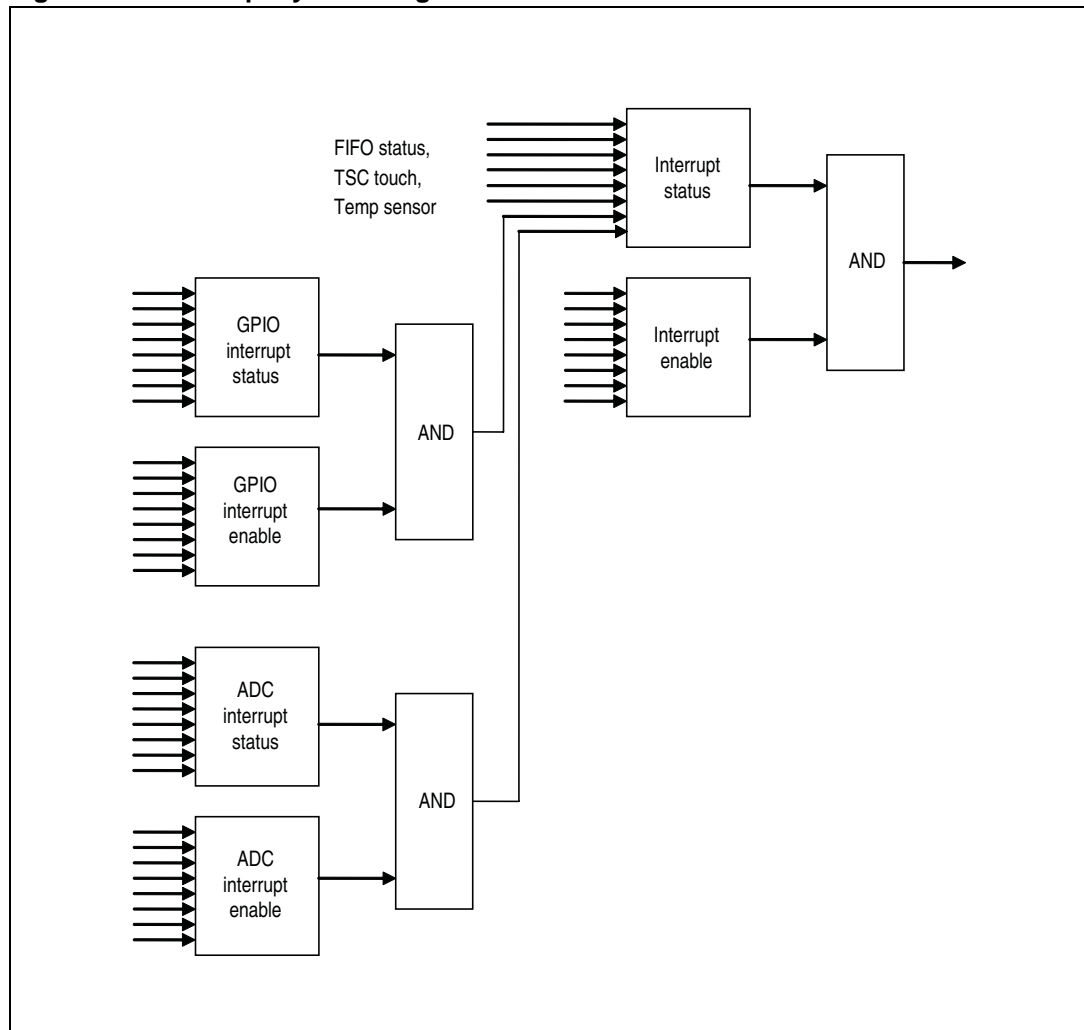 FIFO status,
TSC touch,
Temp sensor
Interrupt
status
AND
Interrupt
enable
GPIO
interrupt
status
AND
GPIO
interrupt
enable
ADC
interrupt
status
AND
ADC
interrupt
enable